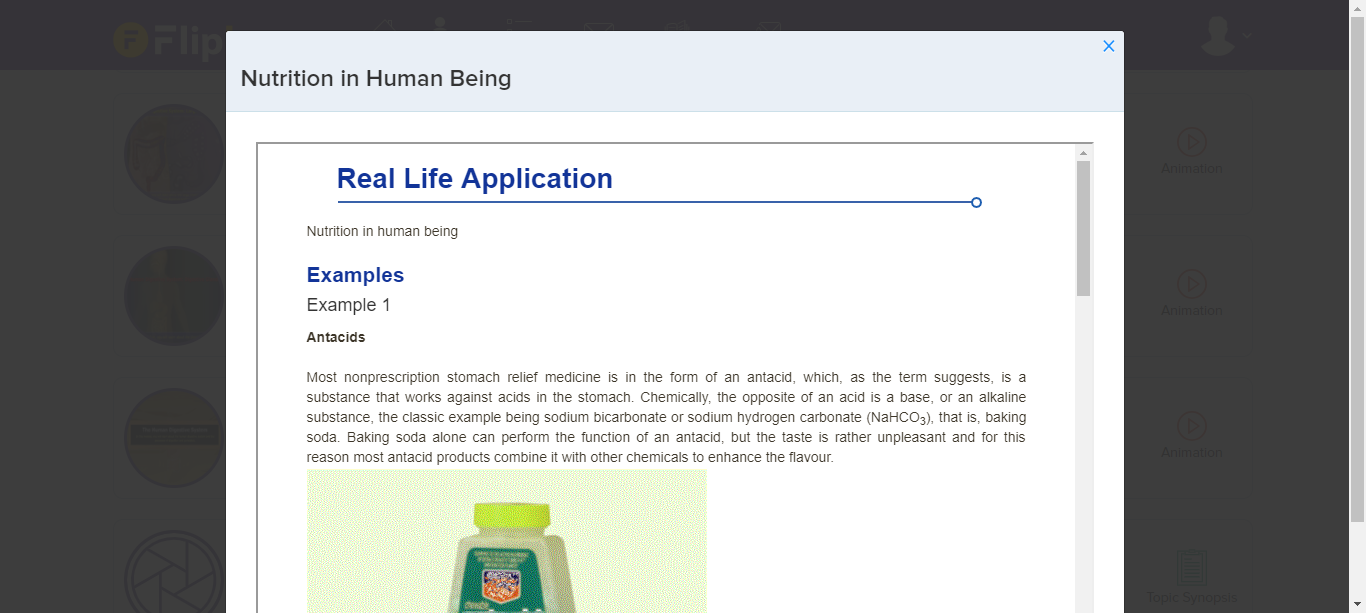 Flip
Nutrition in Human Being
Real Life Application
Nutrition in human being
Examples
Example 1
Antacids
Most nonprescription stomach relief medicine is in the form of an antacid, which, as the term suggests, is a
substance that works against acids in the stomach. Chemically, the opposite of an acid is a base, or an alkaline
substance, the classic example being sodium bicarbonate or sodium hydrogen carbonate (NaHCO₃), that is, baking
soda. Baking soda alone can perform the function of an antacid, but the taste is rather unpleasant and for this
reason most antacid products combine it with other chemicals to enhance the flavour.
Animation
Animation
Animation
Topic Synopsis